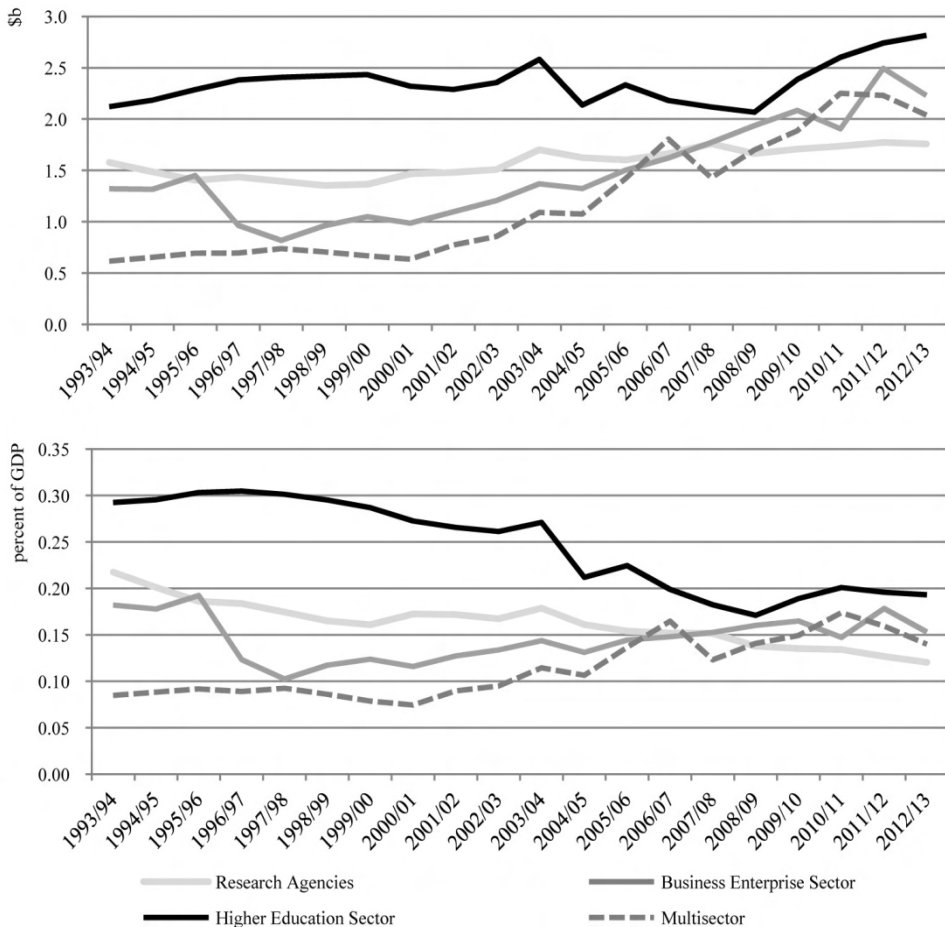 $b
3.0
2.5
2.0
1.5
1.0
0.5
0.0
1993/94 1994/95 1995/96 1996/97 1997/98 1998/99 1999/00 2000/01 2001/02 2002/03 2003/04 2004/05 2005/06 2006/07 2007/08 2008/09 2009/10 2010/11 2011/12 2012/13
percent of GDP
0.35
0.30
0.25
0.20
0.15
0.10
0.05
0.00
1993/94 1994/95 1995/96 1996/97 1997/98 1998/99 1999/00 2000/01 2001/02 2002/03 2003/04 2004/05 2005/06 2006/07 2007/08 2008/09 2009/10 2010/11 2011/12 2012/13
Research Agencies Business Enterprise Sector
Higher Education Sector Multisector